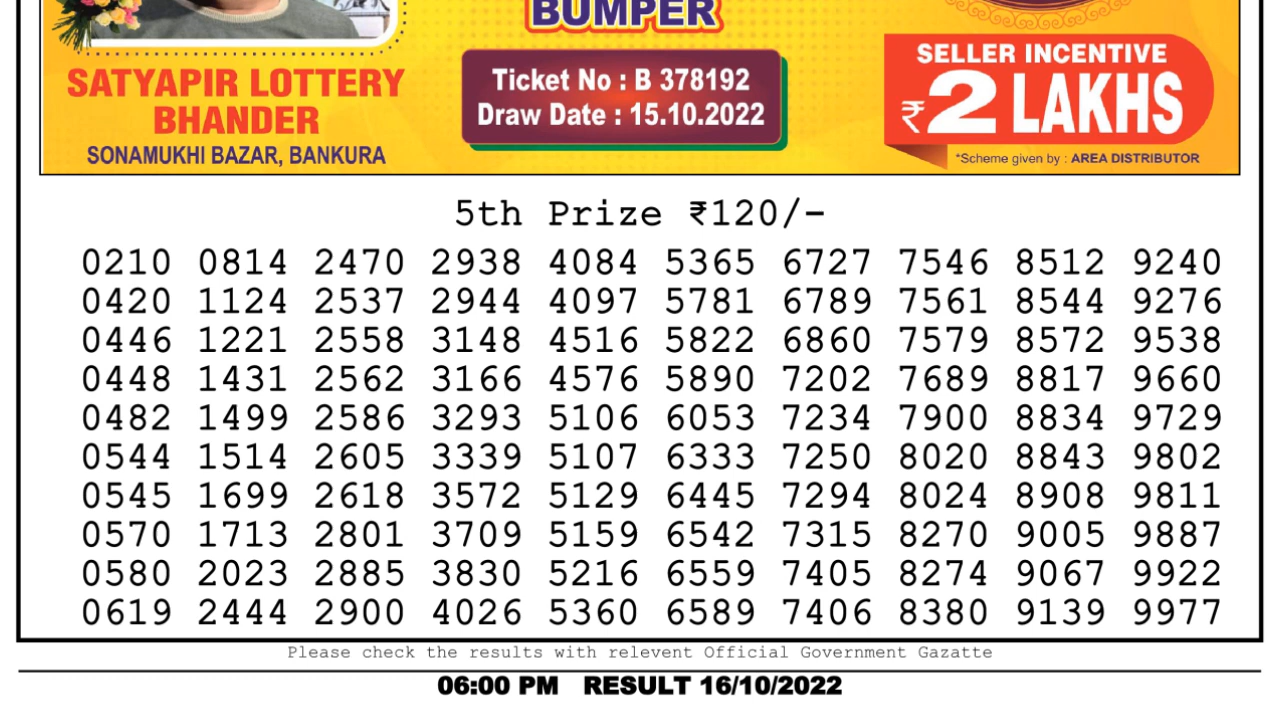 BUMPER
SATYAPIR LOTTERY
BHANDER
SONAMUKHI BAZAR, BANKURA
Ticket No : B 378192
Draw Date : 15.10.2022
SELLER INCENTIVE
₹2 LAKHS
*Scheme given by : AREA DISTRIBUTOR
5th Prize ₹120/-
0210 0814 2470 2938 4084 5365 6727 7546 8512 9240
0420 1124 2537 2944 4097 5781 6789 7561 8544 9276
0446 1221 2558 3148 4516 5822 6860 7579 8572 9538
0448 1431 2562 3166 4576 5890 7202 7689 8817 9660
0482 1499 2586 3293 5106 6053 7234 7900 8834 9729
0544 1514 2605 3339 5107 6333 7250 8020 8843 9802
0545 1699 2618 3572 5129 6445 7294 8024 8908 9811
0570 1713 2801 3709 5159 6542 7315 8270 9005 9887
0580 2023 2885 3830 5216 6559 7405 8274 9067 9922
0619 2444 2900 4026 5360 6589 7406 8380 9139 9977
Please check the results with relevent Official Government Gazatte
06:00 PM RESULT 16/10/2022